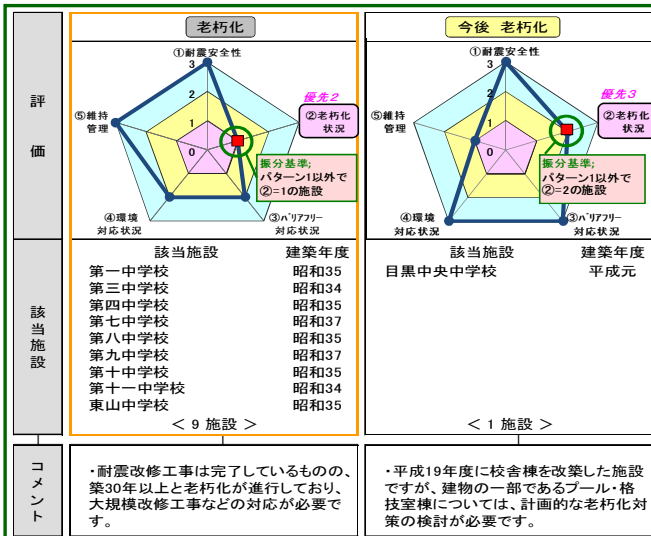 評価
老朽化
①耐震安全性
3
2
1
0
優先2
②老朽化
状況
⑤維持
管理
振分基準;
パターン1以外で
②=1の施設
④環境
対応状況
③バリアフリー
対応状況
今後 老朽化
①耐震安全性
3
2
1
0
優先3
②老朽化
状況
⑤維持
管理
振分基準;
パターン1以外で
②=2の施設
④環境
対応状況
③バリアフリー
対応状況
該当施設
該当施設 建築年度
第一中学校 昭和35
第三中学校 昭和34
第四中学校 昭和35
第七中学校 昭和37
第八中学校 昭和35
第九中学校 昭和37
第十中学校 昭和35
第十一中学校 昭和34
東山中学校 昭和35
< 9 施設 >
該当施設 建築年度
目黒中央中学校 平成元
< 1 施設 >
コメント
・耐震改修工事は完了しているものの、
築30年以上と老朽化が進行しており、
大規模改修工事などの対応が必要で
す。
・平成19年度に校舎棟を改築した施設
ですが、建物の一部であるプール・格
技室棟については、計画的な老朽化対
策の検討が必要です。